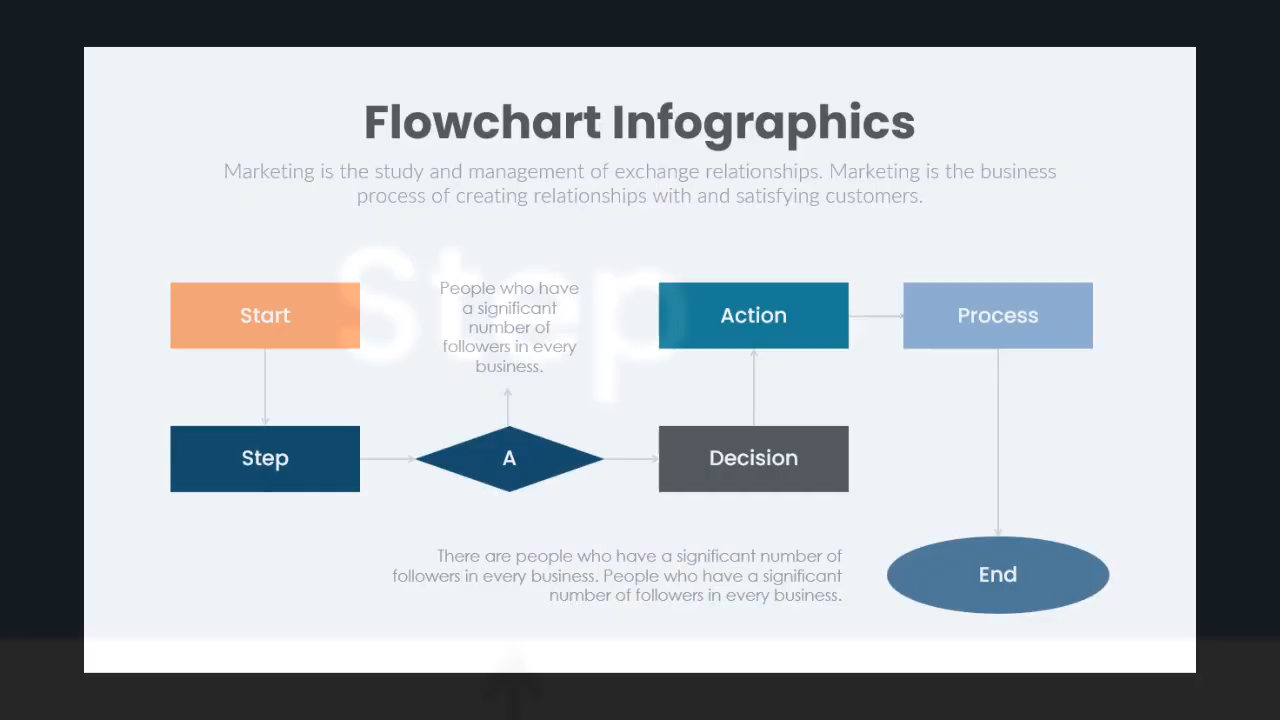 Flowchart Infographics
Marketing is the study and management of exchange relationships. Marketing is the business
process of creating relationships with and satisfying customers.
Step
Start
People who have
a significant
number of
followers in every
business.
Action
Process
Step
A
Decision
There are people who have a significant number of
followers in every business. People who have a significant
number of followers in every business.
End